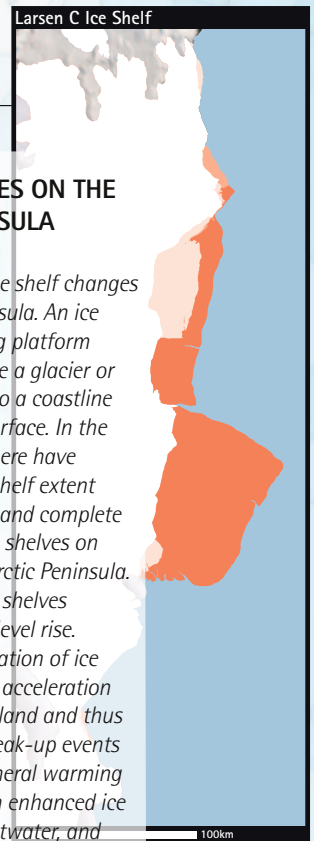 Larsen C Ice Shelf
ES ON THE
SULA
e shelf changes
sula. An ice
g platform
e a glacier or
o a coastline
rface. In the
ere have
helf extent
and complete
shelves on
rctic Peninsula.
shelves
level rise.
ation of ice
acceleration
land and thus
eak-up events
neral warming
enhanced ice
twater, and
100km